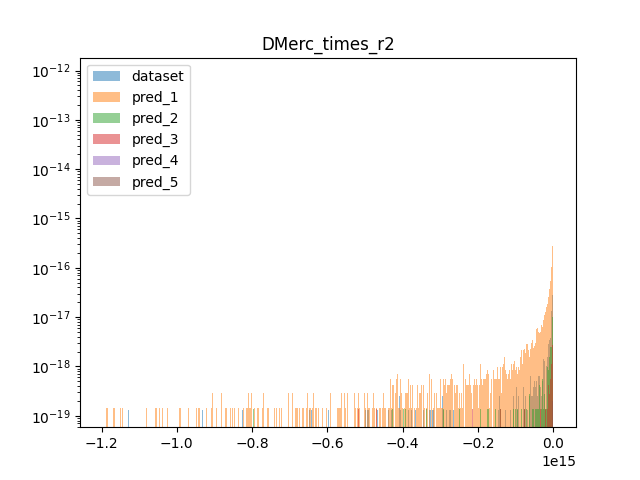 DMerc_times_r2
10⁻¹²
10⁻¹³
10⁻¹⁴
10⁻¹⁵
10⁻¹⁶
10⁻¹⁷
10⁻¹⁸
10⁻¹⁹
dataset
pred_1
pred_2
pred_3
pred_4
pred_5
−1.2 −1.0 −0.8 −0.6 −0.4 −0.2 0.0
1e15